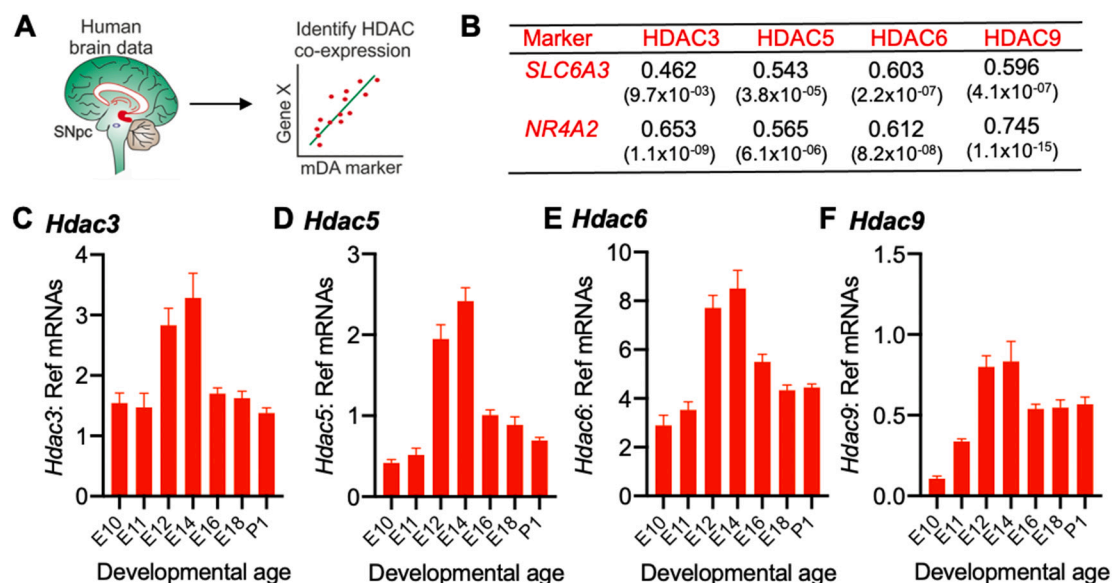 A
Human
brain data
SNpc
Identify HDAC
co-expression
Gene X
mDA marker
B
Marker HDAC3 HDAC5 HDAC6 HDAC9
SLC6A3 0.462 0.543 0.603 0.596
(9.7x10⁻⁰³) (3.8x10⁻⁰⁵) (2.2x10⁻⁰⁷) (4.1x10⁻⁰⁷)
NR4A2 0.653 0.565 0.612 0.745
(1.1x10⁻⁰⁹) (6.1x10⁻⁰⁶) (8.2x10⁻⁰⁸) (1.1x10⁻¹⁵)
C Hdac3
Hdac3: Ref mRNAs
4
3
2
1
0
E10 E11 E12 E14 E16 E18 P1
Developmental age
D Hdac5
Hdac5: Ref mRNAs
3
2
1
0
E10 E11 E12 E14 E16 E18 P1
Developmental age
E Hdac6
Hdac6: Ref mRNAs
10
8
6
4
2
0
E10 E11 E12 E14 E16 E18 P1
Developmental age
F Hdac9
Hdac9: Ref mRNAs
1.5
1.0
0.5
0.0
E10 E11 E12 E14 E16 E18 P1
Developmental age